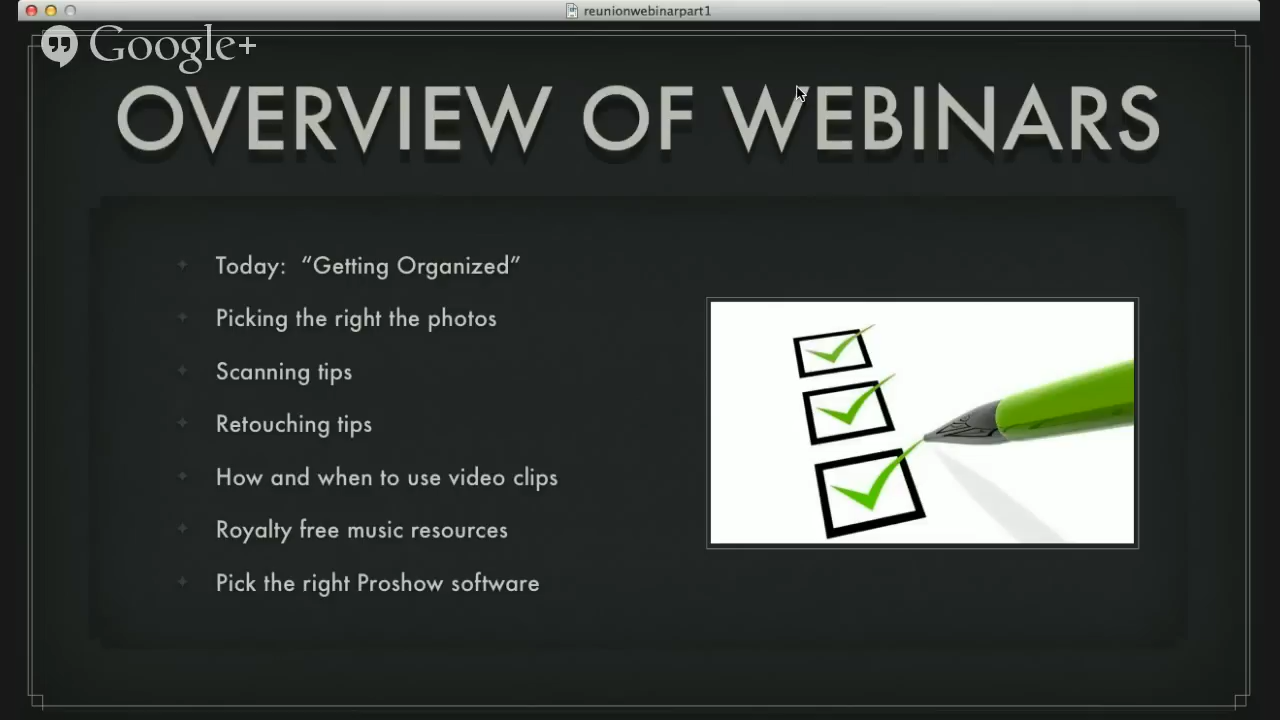 reunionwebinarpart1
Google+
OVERVIEW OF WEBINARS
Today: “Getting Organized”
Picking the right the photos
Scanning tips
Retouching tips
How and when to use video clips
Royalty free music resources
Pick the right Proshow software